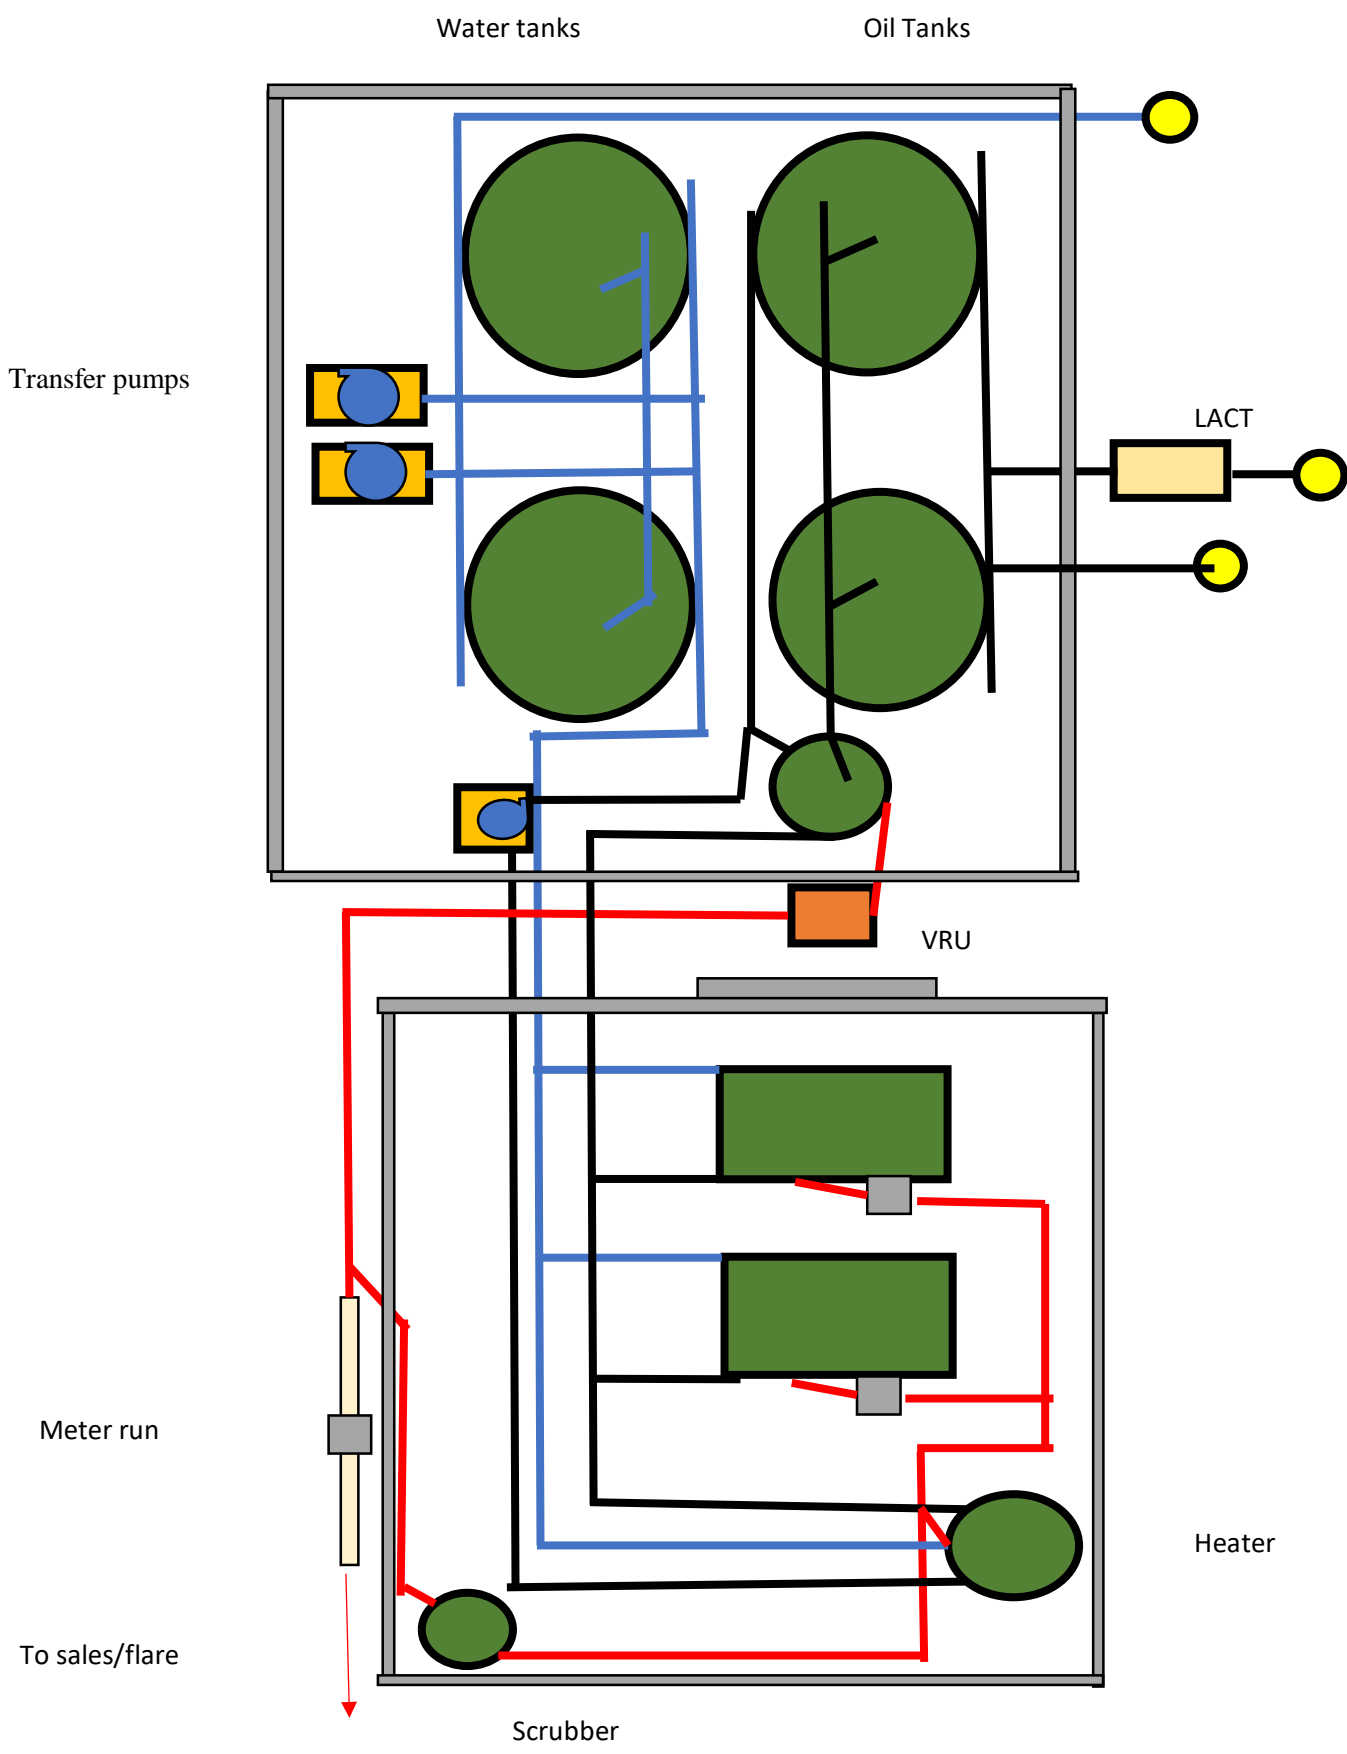 Water tanks
Oil Tanks
Transfer pumps
LACT
VRU
Meter run
Heater
To sales/flare
Scrubber